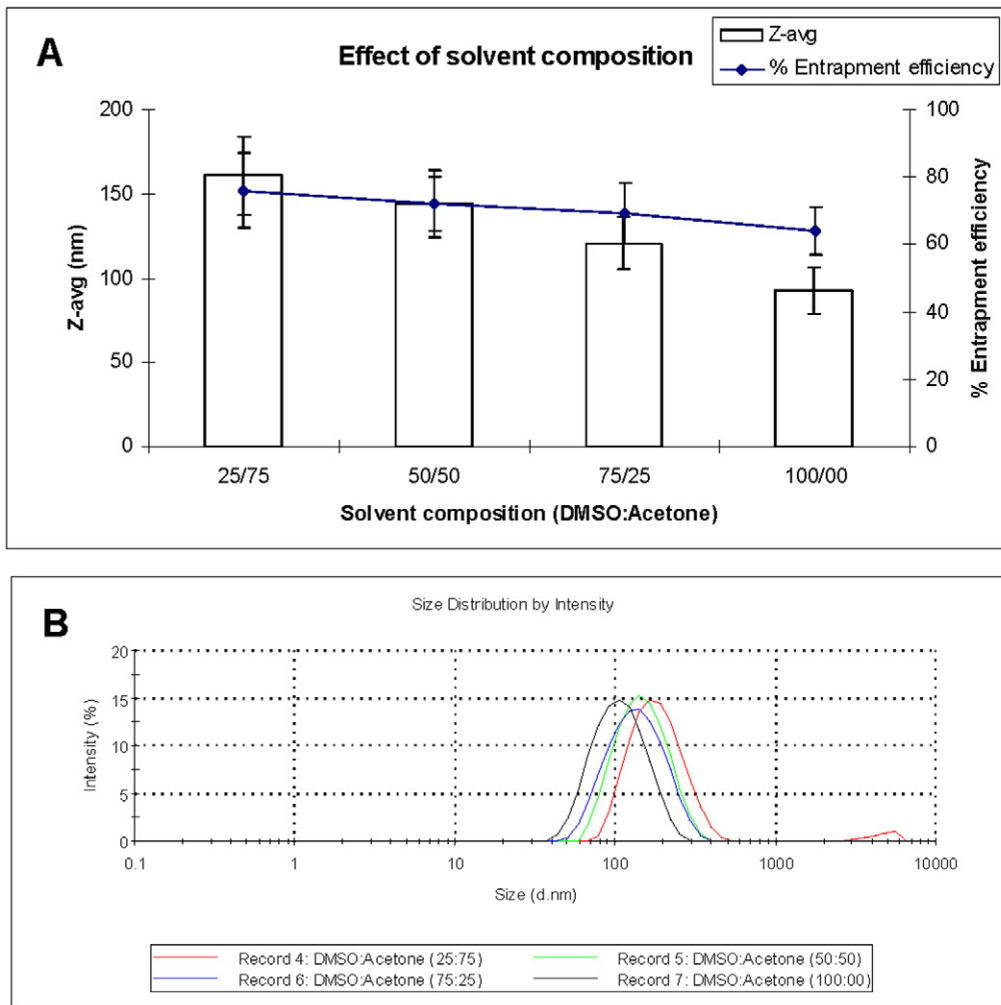 A
Effect of solvent composition
Z-avg
% Entrapment efficiency
200
150
100
50
0
Z-avg (nm)
100
80
60
40
20
0
% Entrapment efficiency
25/75
50/50
75/25
100/00
Solvent composition (DMSO:Acetone)
B
Size Distribution by Intensity
20
15
10
5
0
Intensity (%)
0.1
1
10
100
1000
10000
Size (d.nm)
Record 4: DMSO:Acetone (25:75)
Record 5: DMSO:Acetone (50:50)
Record 6: DMSO:Acetone (75:25)
Record 7: DMSO:Acetone (100:00)